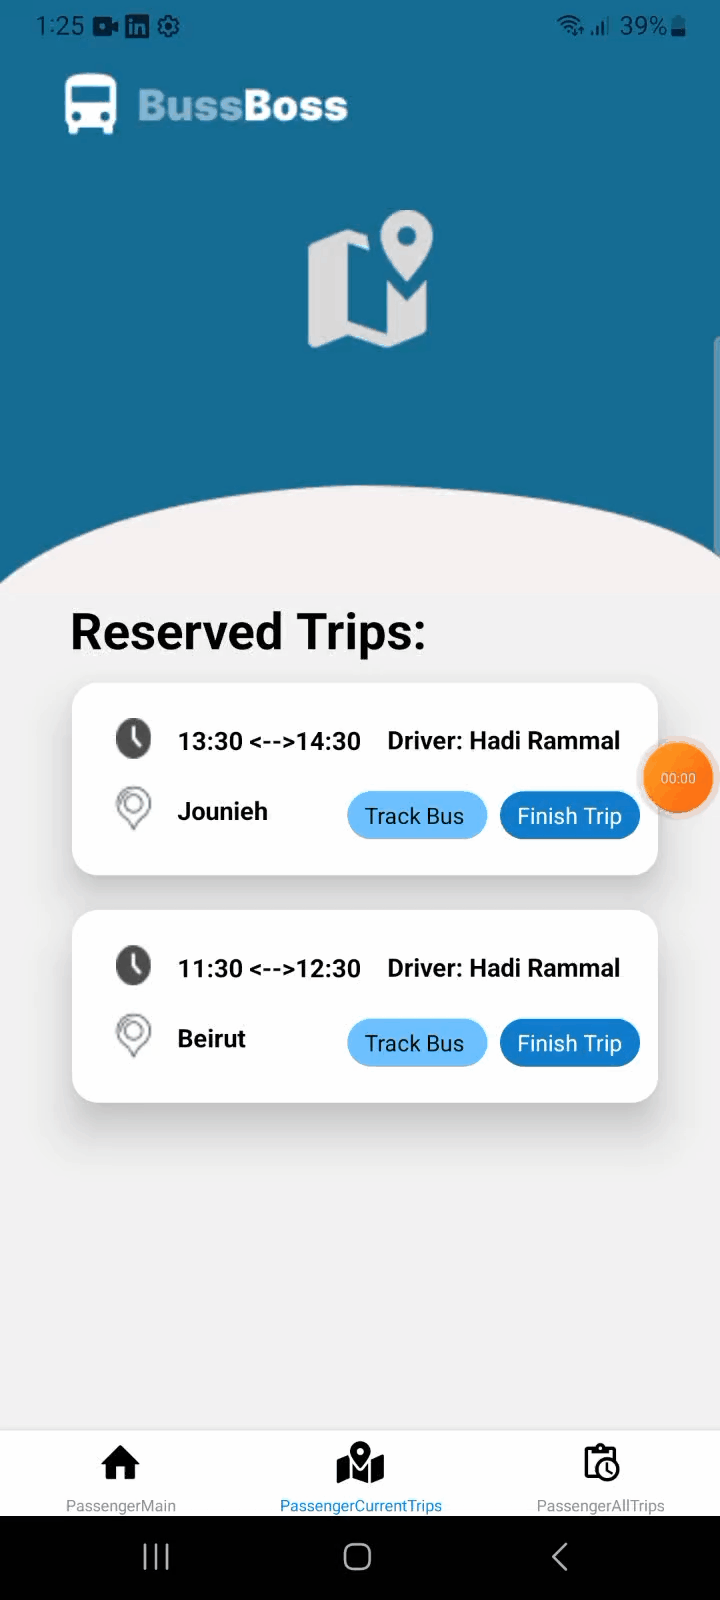 1:25 39%
BussBoss
Reserved Trips:
13:30 <-->14:30 Driver: Hadi Rammal
00:00
Jounieh Track Bus Finish Trip
11:30 <-->12:30 Driver: Hadi Rammal
Beirut Track Bus Finish Trip
PassengerMain PassengerCurrentTrips PassengerAllTrips